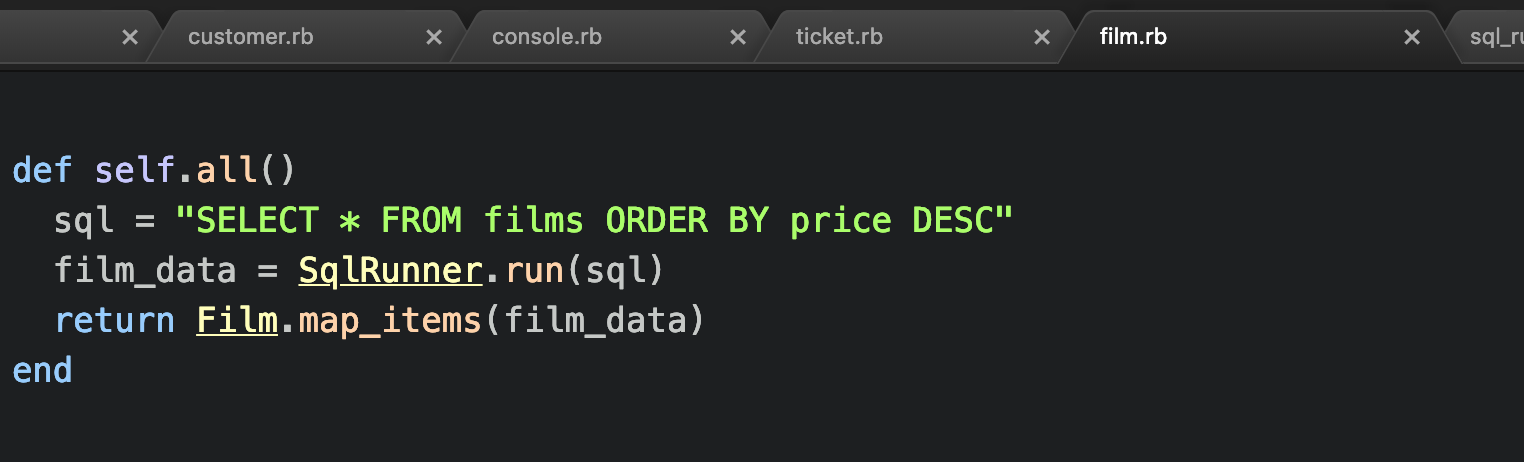 customer.rb × console.rb × ticket.rb × film.rb × sql_ru
def self.all()
  sql = "SELECT * FROM films ORDER BY price DESC"
  film_data = SqlRunner.run(sql)
  return Film.map_items(film_data)
end